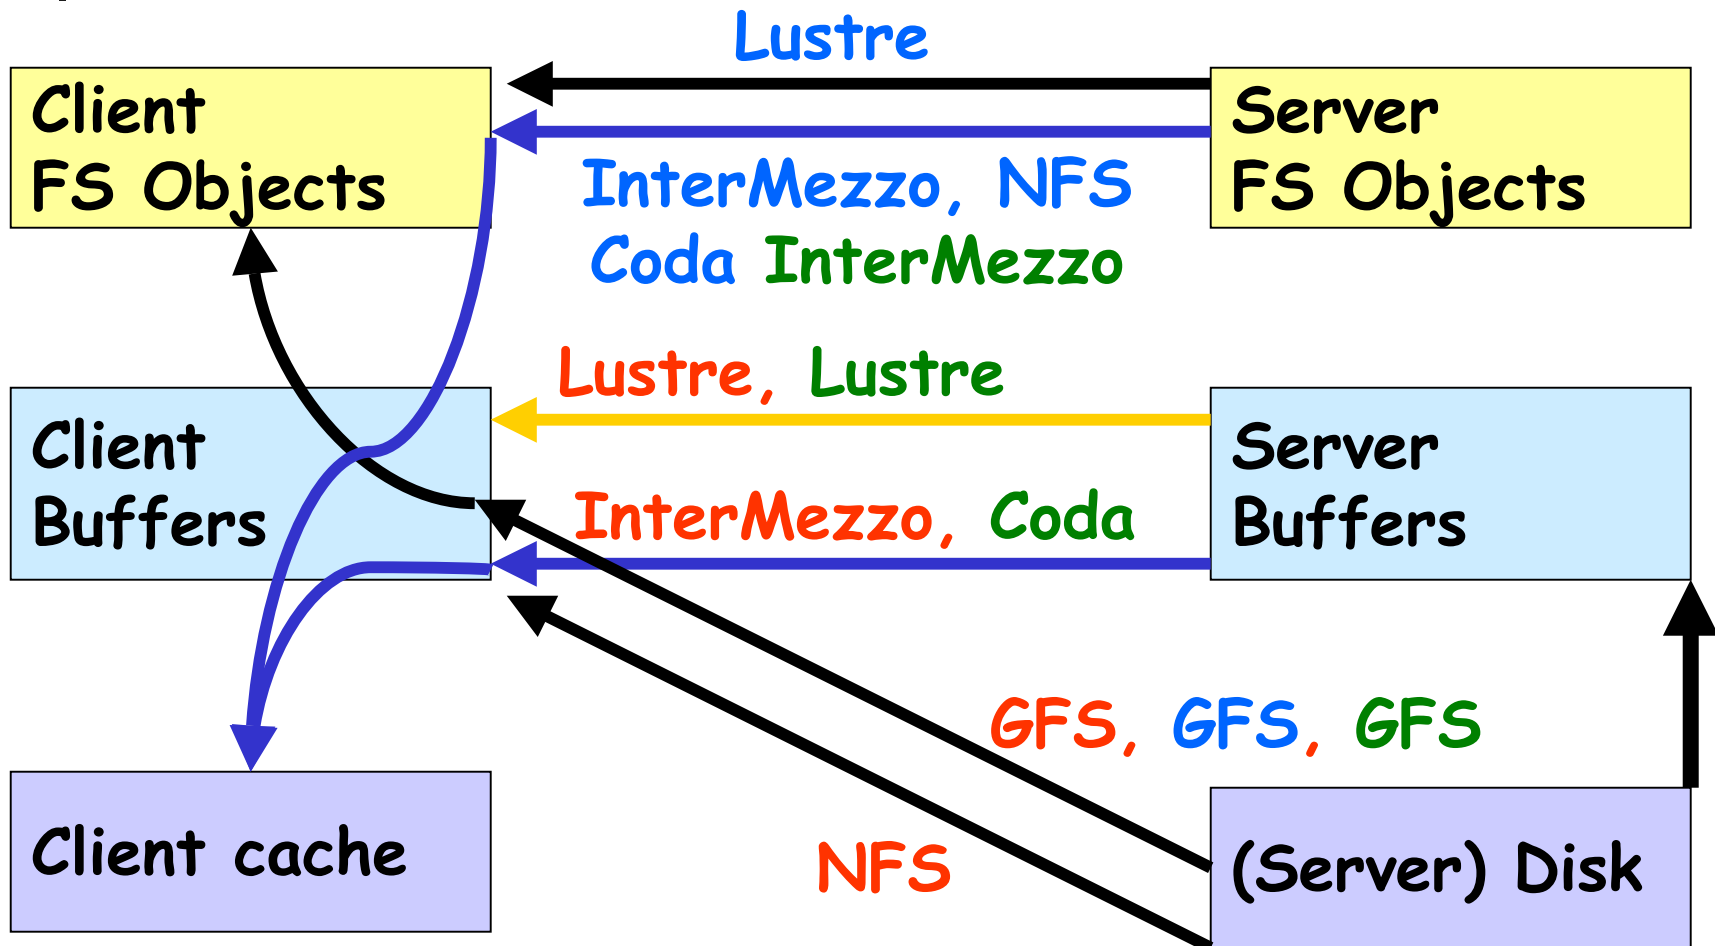 Lustre
Client
FS Objects
Server
FS Objects
InterMezzo, NFS
Coda InterMezzo
Lustre, Lustre
Client
Buffers
Server
Buffers
InterMezzo, Coda
GFS, GFS, GFS
Client cache
NFS
(Server) Disk